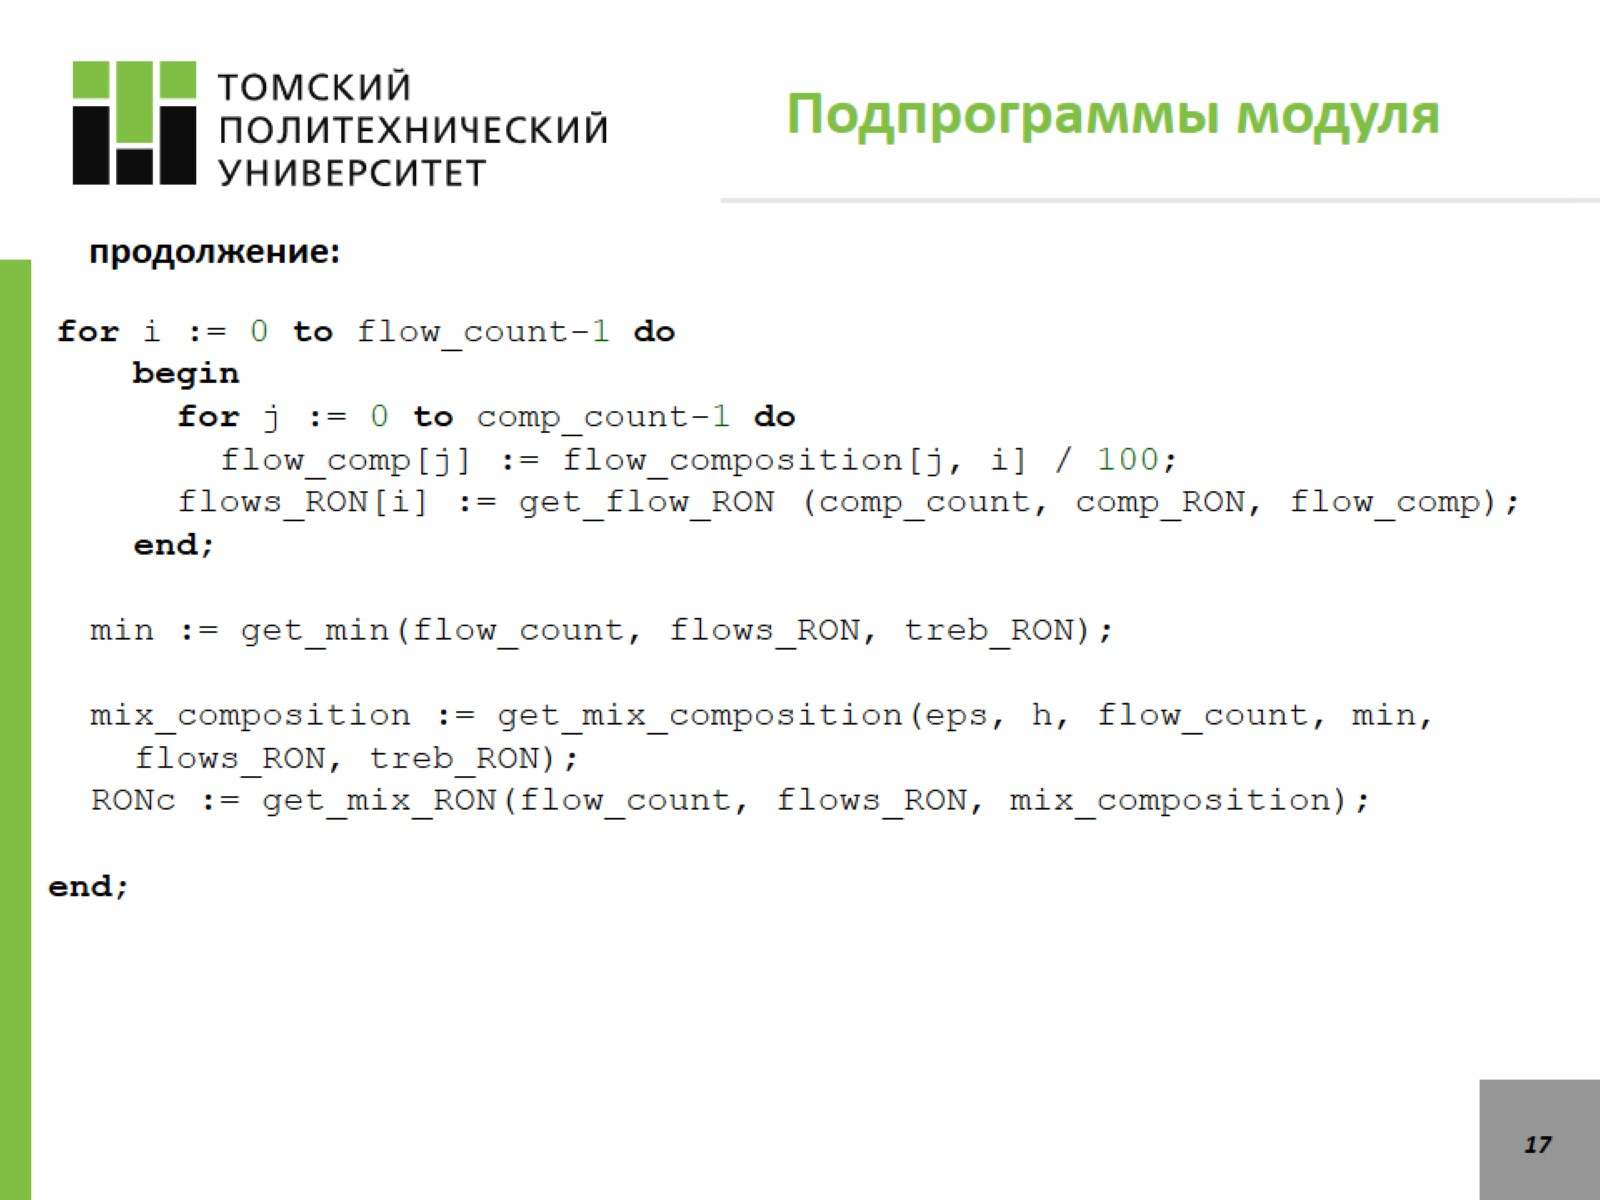 ТОМСКИЙ
ПОЛИТЕХНИЧЕСКИЙ
УНИВЕРСИТЕТ
Подпрограммы модуля
продолжение:
for i := 0 to flow_count-1 do
begin
for j := 0 to comp_count-1 do
flow_comp[j] := flow_composition[j, i] / 100;
flows_RON[i] := get_flow_RON (comp_count, comp_RON, flow_comp);
end;
min := get_min(flow_count, flows_RON, treb_RON);
mix_composition := get_mix_composition(eps, h, flow_count, min,
flows_RON, treb_RON);
RONc := get_mix_RON(flow_count, flows_RON, mix_composition);
end;
17